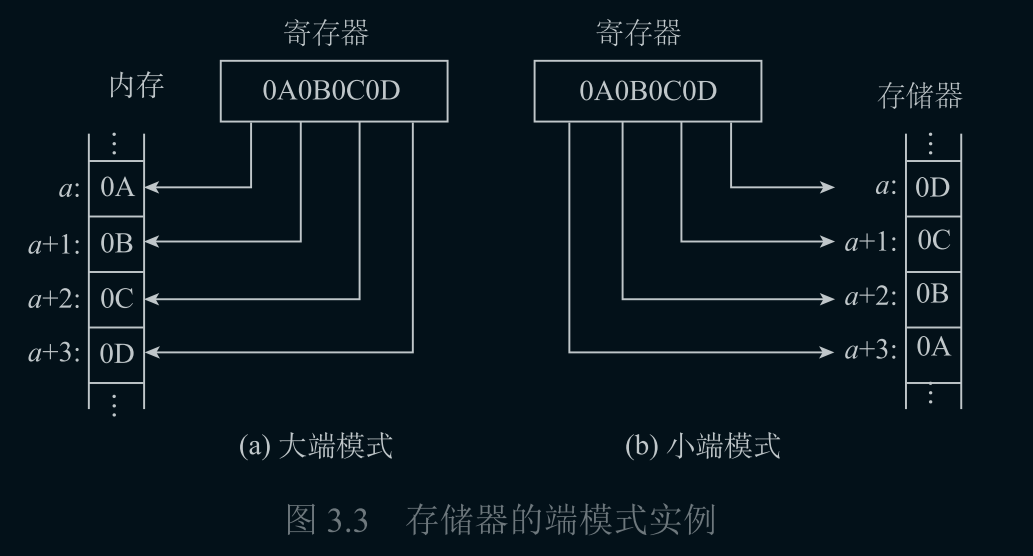 寄存器
内存
0A0B0C0D
⋮
a: 0A
a+1: 0B
a+2: 0C
a+3: 0D
⋮
(a) 大端模式
寄存器
0A0B0C0D
存储器
⋮
a: 0D
a+1: 0C
a+2: 0B
a+3: 0A
⋮
(b) 小端模式
图 3.3 存储器的端模式实例